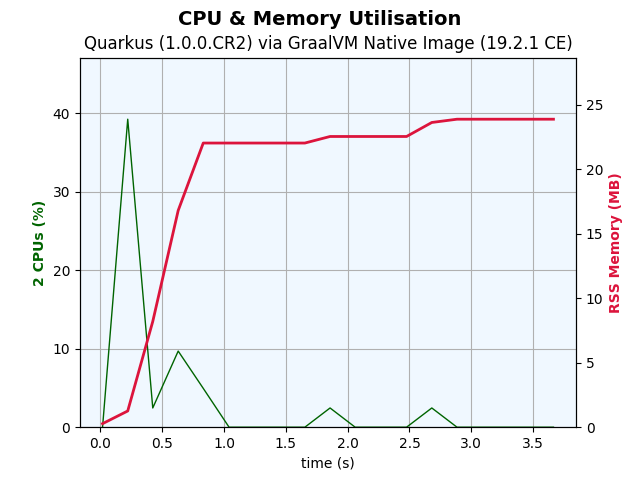 CPU & Memory Utilisation
Quarkus (1.0.0.CR2) via GraalVM Native Image (19.2.1 CE)
2 CPUs (%)
40
30
20
10
0
RSS Memory (MB)
25
20
15
10
5
0
0.0 0.5 1.0 1.5 2.0 2.5 3.0 3.5
time (s)